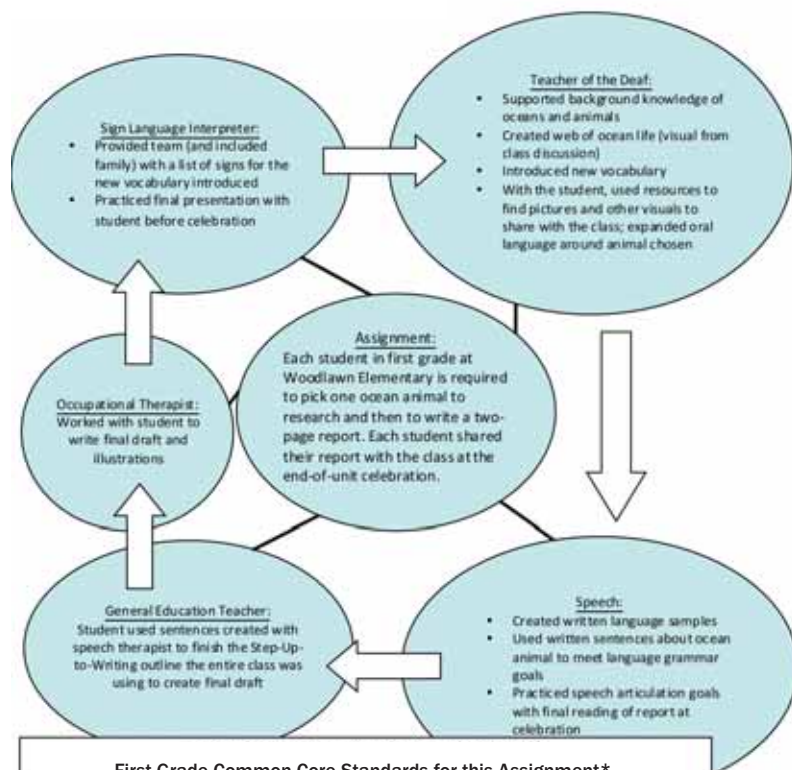 Sign Language Interpreter:
• Provided team (and included
family) with a list of signs for the
new vocabulary introduced
• Practiced final presentation with
student before celebration
Teacher of the Deaf:
• Supported background knowledge of
oceans and animals
• Created web of ocean life (visual from
class discussion)
• Introduced new vocabulary
• With the student, used resources to
find pictures and other visuals to
share with the class; expanded oral
language around animal chosen
Assignment:
Each student in first grade at
Woodlawn Elementary is required
to pick one ocean animal to
research and then to write a two-
page report. Each student shared
their report with the class at the
end-of-unit celebration.
Occupational Therapist:
Worked with student to
write final draft and
illustrations
General Education Teacher:
Student used sentences created with
speech therapist to finish the Step-Up-
to-Writing outline the entire class was
using to create final draft
Speech:
• Created written language samples
• Used written sentences about ocean
animal to meet language grammar
goals
• Practiced speech articulation goals
with final reading of report at
celebration
First Grade Common Core Standards for this Assignment*